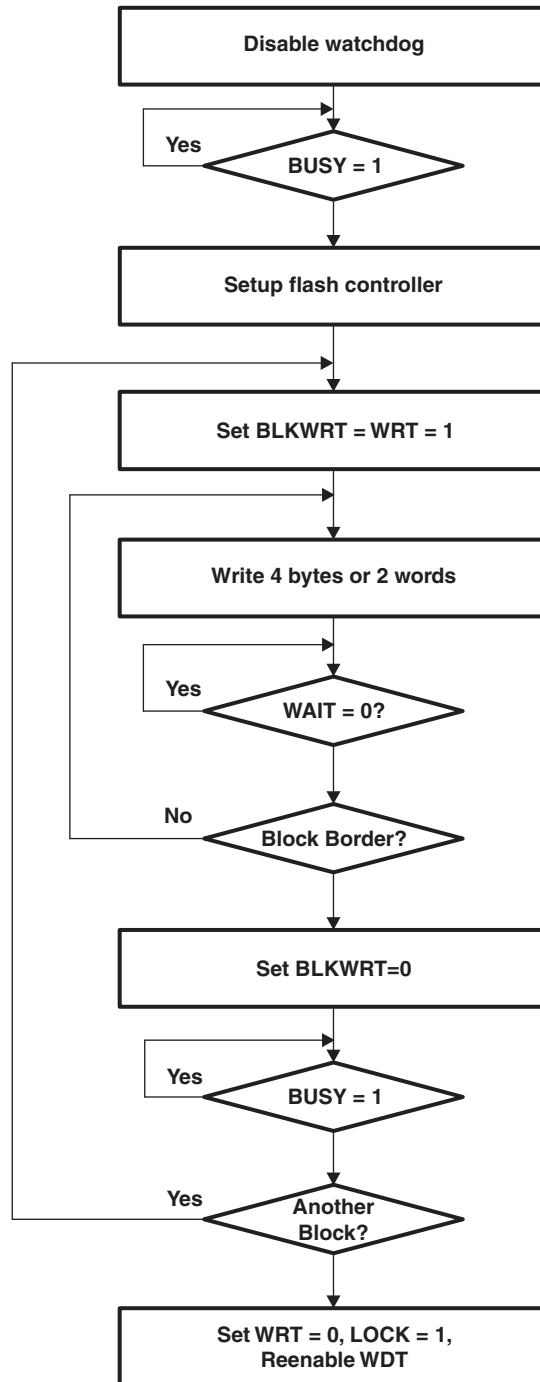 Disable watchdog
Yes
BUSY = 1
Setup flash controller
Set BLKWRT = WRT = 1
Write 4 bytes or 2 words
Yes
WAIT = 0?
No
Block Border?
Set BLKWRT=0
Yes
BUSY = 1
Yes
Another
Block?
Set WRT = 0, LOCK = 1,
Reenable WDT